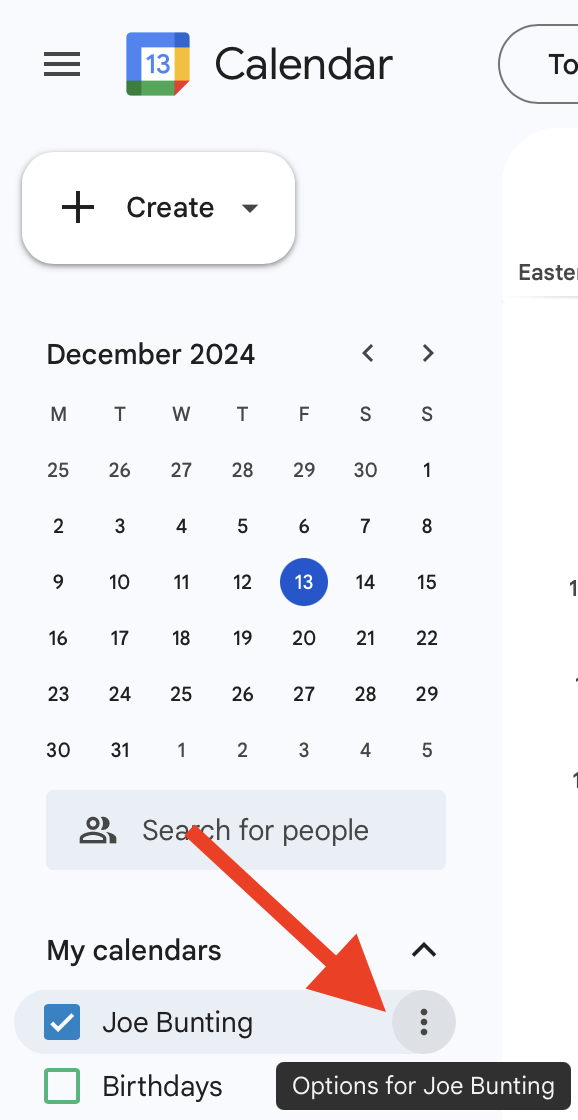 13 Calendar
To
Create
Easte
December 2024
M T W T F S S
25 26 27 28 29 30 1
2 3 4 5 6 7 8
9 10 11 12 13 14 15
16 17 18 19 20 21 22
23 24 25 26 27 28 29
30 31 1 2 3 4 5
Search for people
My calendars
Joe Bunting
Birthdays
Options for Joe Bunting